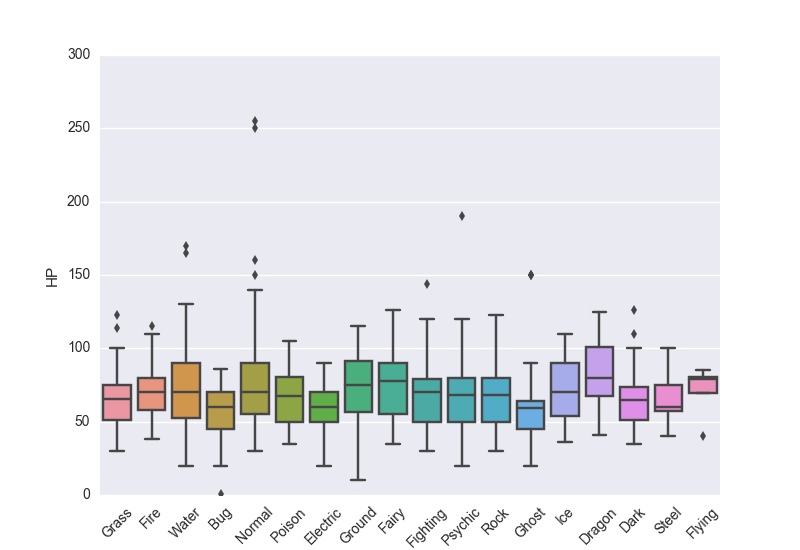 300
250
200
150
100
50
0
HP
Grass
Fire
Water
Bug
Normal
Poison
Electric
Ground
Fairy
Fighting
Psychic
Rock
Ghost
Ice
Dragon
Dark
Steel
Flying